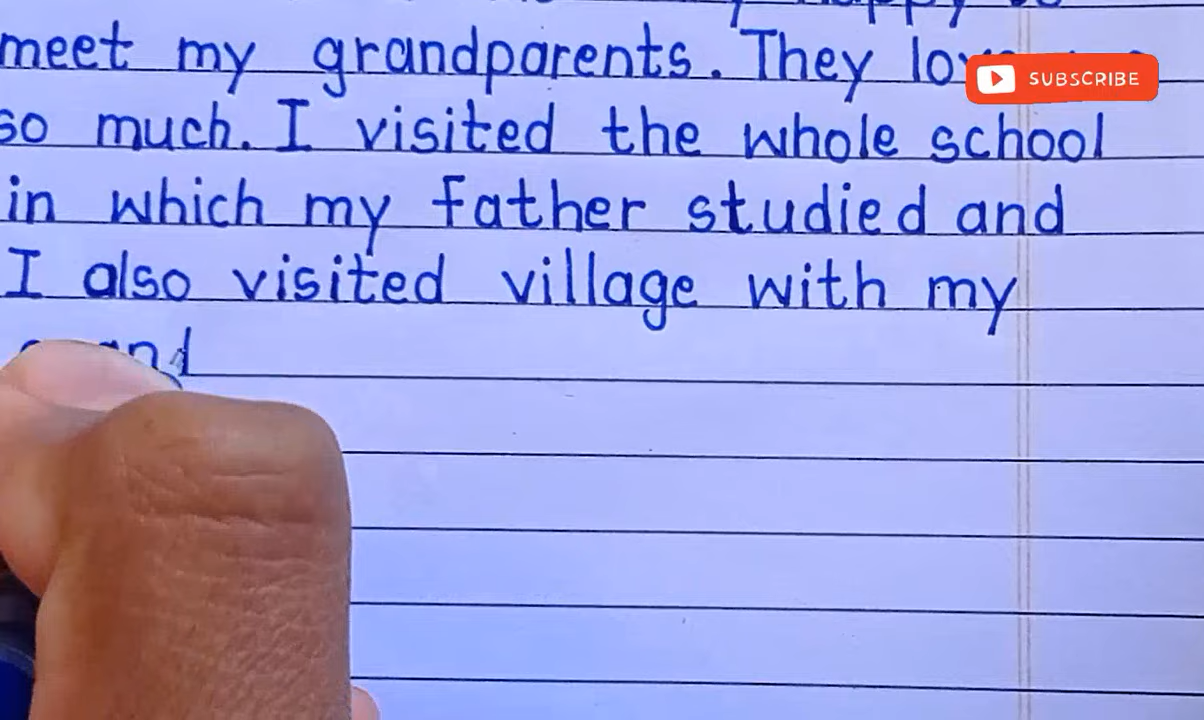 meet my grandparents. They
SUBSCRIBE
so much. I visited the whole school
in which my father studied and
I also visited village with my